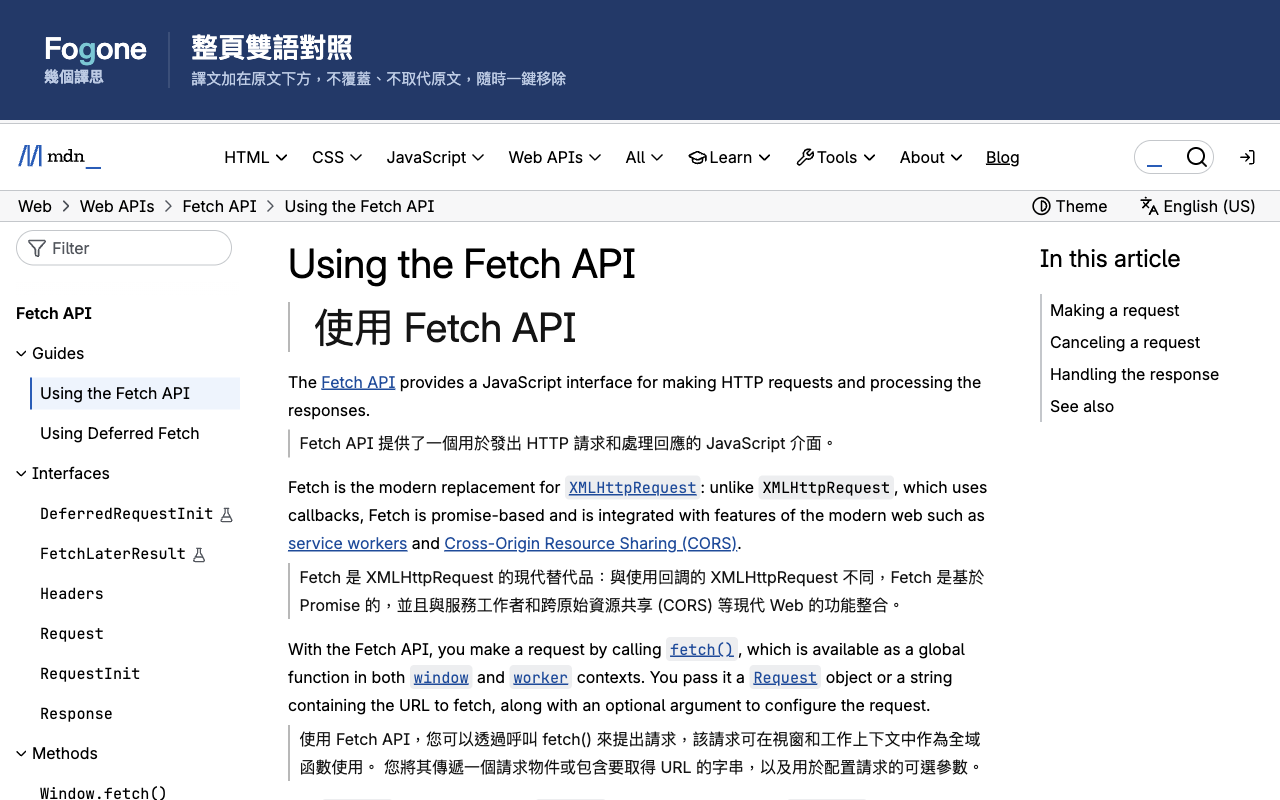 Fogone
幾個譯思
整頁雙語對照
譯文加在原文下方,不覆蓋、不取代原文,隨時一鍵移除
mdn_
HTML
CSS
JavaScript
Web APIs
All
Learn
Tools
About
Blog
Web > Web APIs > Fetch API > Using the Fetch API
Theme
English (US)
Filter
Fetch API
Guides
Using the Fetch API
Using Deferred Fetch
Interfaces
DeferredRequestInit
FetchLaterResult
Headers
Request
RequestInit
Response
Methods
Window.fetch()
Using the Fetch API
使用 Fetch API
The Fetch API provides a JavaScript interface for making HTTP requests and processing the
responses.
Fetch API 提供了一個用於發出 HTTP 請求和處理回應的 JavaScript 介面。
Fetch is the modern replacement for XMLHttpRequest: unlike XMLHttpRequest, which uses
callbacks, Fetch is promise-based and is integrated with features of the modern web such as
service workers and Cross-Origin Resource Sharing (CORS).
Fetch 是 XMLHttpRequest 的現代替代品:與使用回調的 XMLHttpRequest 不同,Fetch 是基於
Promise 的,並且與服務工作者和跨原始資源共享 (CORS) 等現代 Web 的功能整合。
With the Fetch API, you make a request by calling fetch(), which is available as a global
function in both window and worker contexts. You pass it a Request object or a string
containing the URL to fetch, along with an optional argument to configure the request.
使用 Fetch API,您可以透過呼叫 fetch() 來提出請求,該請求可在視窗和工作上下文中作為全域
函數使用。 您將其傳遞一個請求物件或包含要取得 URL 的字串,以及用於配置請求的可選參數。
In this article
Making a request
Canceling a request
Handling the response
See also